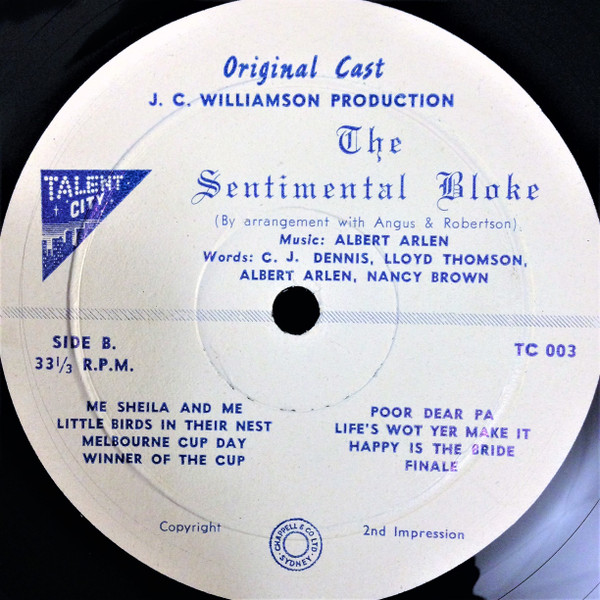 Original Cast
J. C. WILLIAMSON PRODUCTION
The
Sentimental Bloke
(By arrangement with Angus & Robertson).
Music: ALBERT ARLEN
Words: C. J. DENNIS, LLOYD THOMSON,
ALBERT ARLEN, NANCY BROWN
TALENT
CITY
SIDE B.
33⅓ R.P.M.
TC 003
ME SHEILA AND ME
LITTLE BIRDS IN THEIR NEST
MELBOURNE CUP DAY
WINNER OF THE CUP
POOR DEAR PA
LIFE'S WOT YER MAKE IT
HAPPY IS THE BRIDE
FINALE
Copyright
CHAPPELL & CO LTD. SYDNEY
2nd Impression